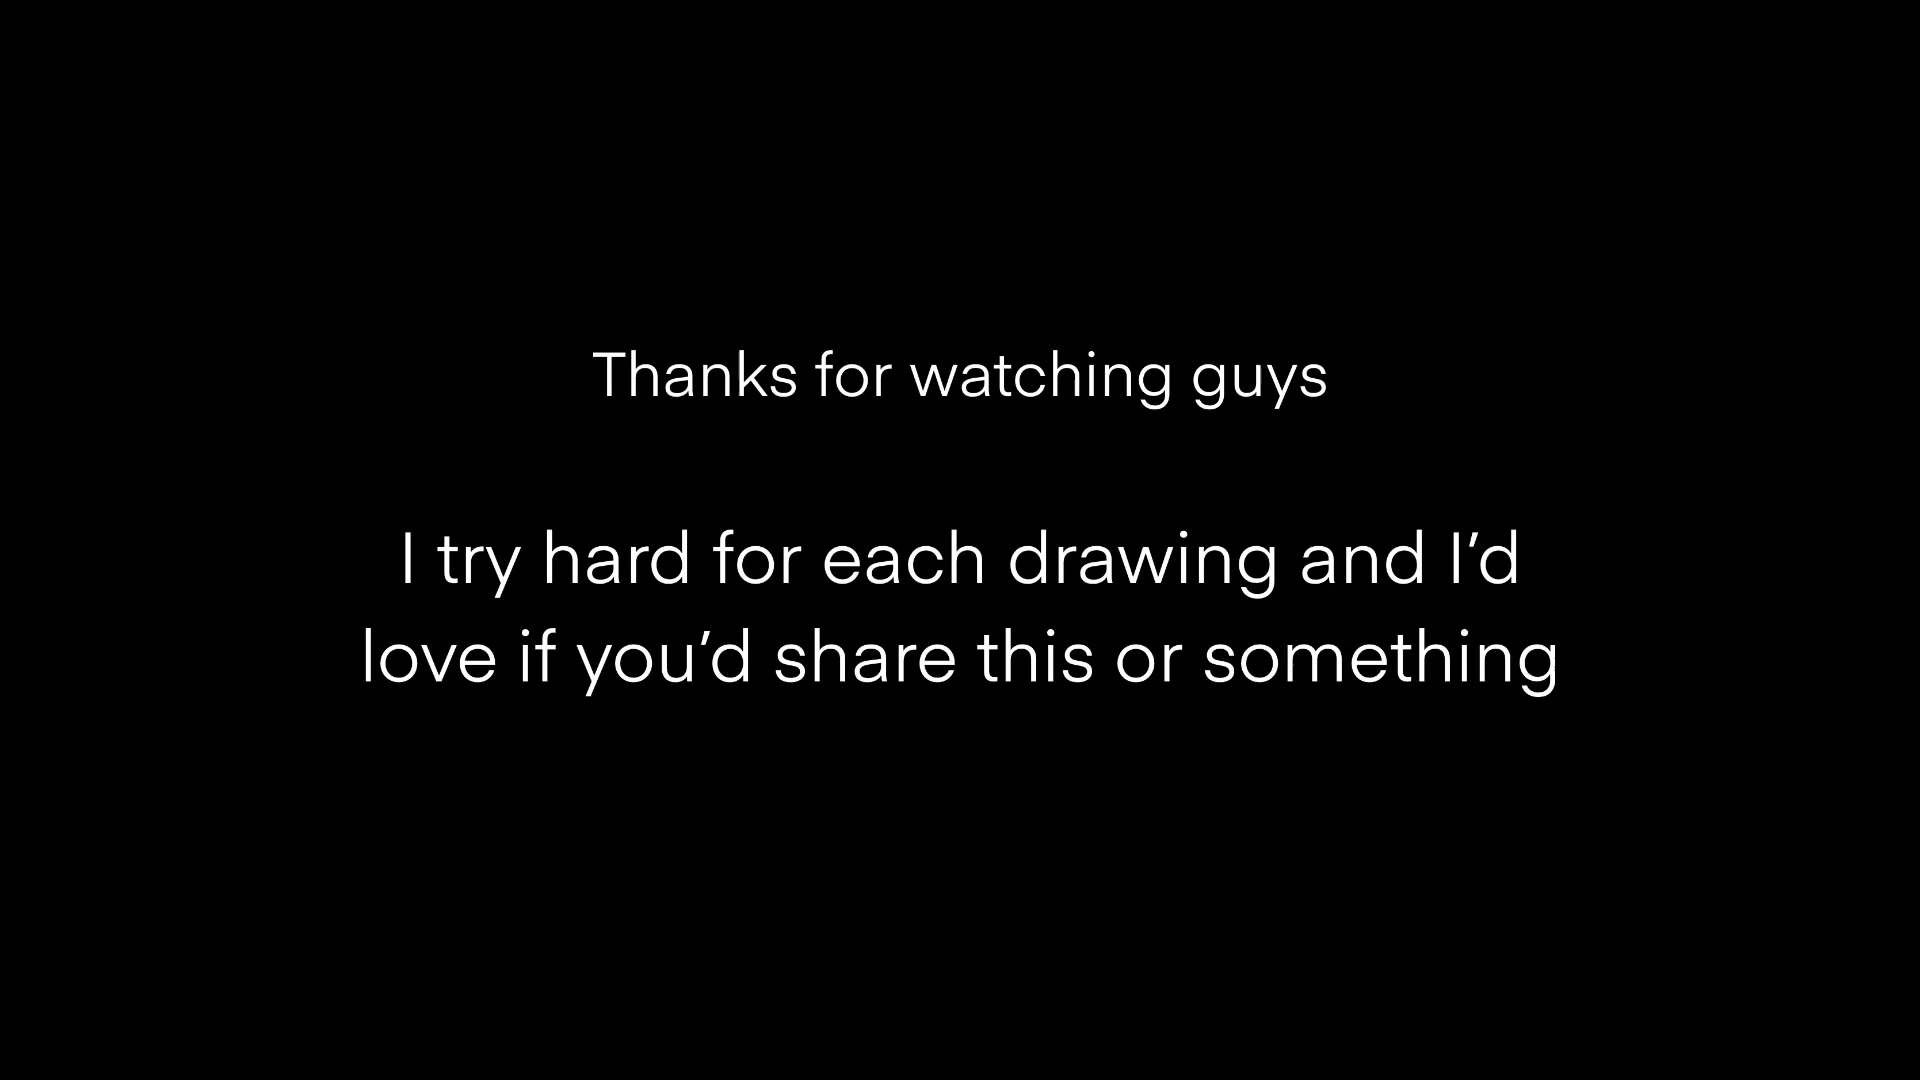 Thanks for watching guys
I try hard for each drawing and I’d
love if you’d share this or something